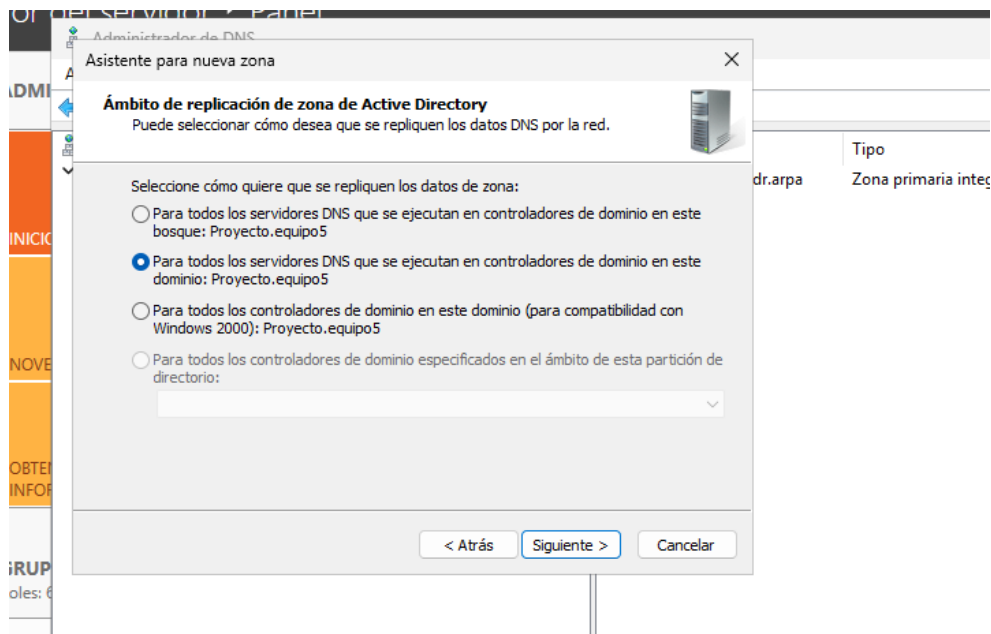 or del servidor · Panel
Administrador de DNS
Asistente para nueva zona
A
ADMI
Ámbito de replicación de zona de Active Directory
Puede seleccionar cómo desea que se repliquen los datos DNS por la red.
Tipo
Seleccione cómo quiere que se repliquen los datos de zona:
dr.arpa
Zona primaria integ
Para todos los servidores DNS que se ejecutan en controladores de dominio en este
bosque: Proyecto.equipo5
INICIO
Para todos los servidores DNS que se ejecutan en controladores de dominio en este
dominio: Proyecto.equipo5
Para todos los controladores de dominio en este dominio (para compatibilidad con
Windows 2000): Proyecto.equipo5
NOVE
Para todos los controladores de dominio especificados en el ámbito de esta partición de
directorio:
OBTE
INFOR
< Atrás
Siguiente >
Cancelar
GRUP
oles: 6